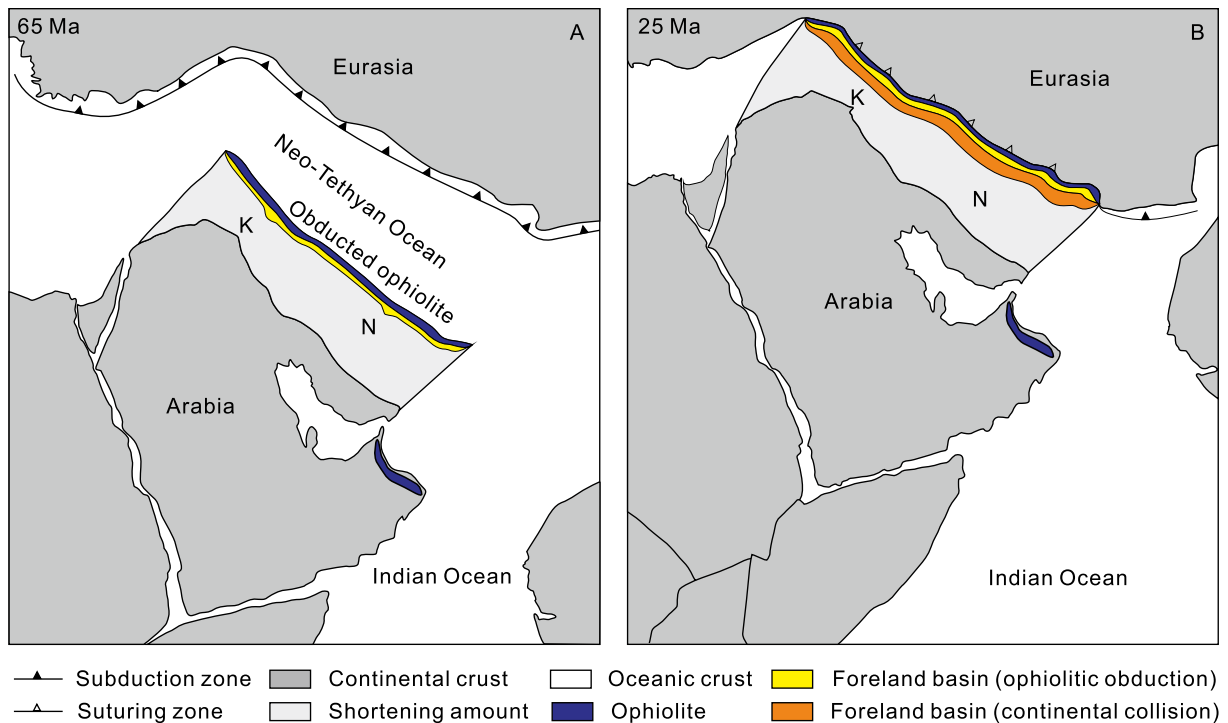 65 Ma
A
Eurasia
Neo-Tethyan Ocean
Obducted ophiolite
K
N
Arabia
Indian Ocean
25 Ma
B
Eurasia
K
N
Arabia
Indian Ocean
Subduction zone
Continental crust
Oceanic crust
Foreland basin (ophiolitic obduction)
Suturing zone
Shortening amount
Ophiolite
Foreland basin (continental collision)